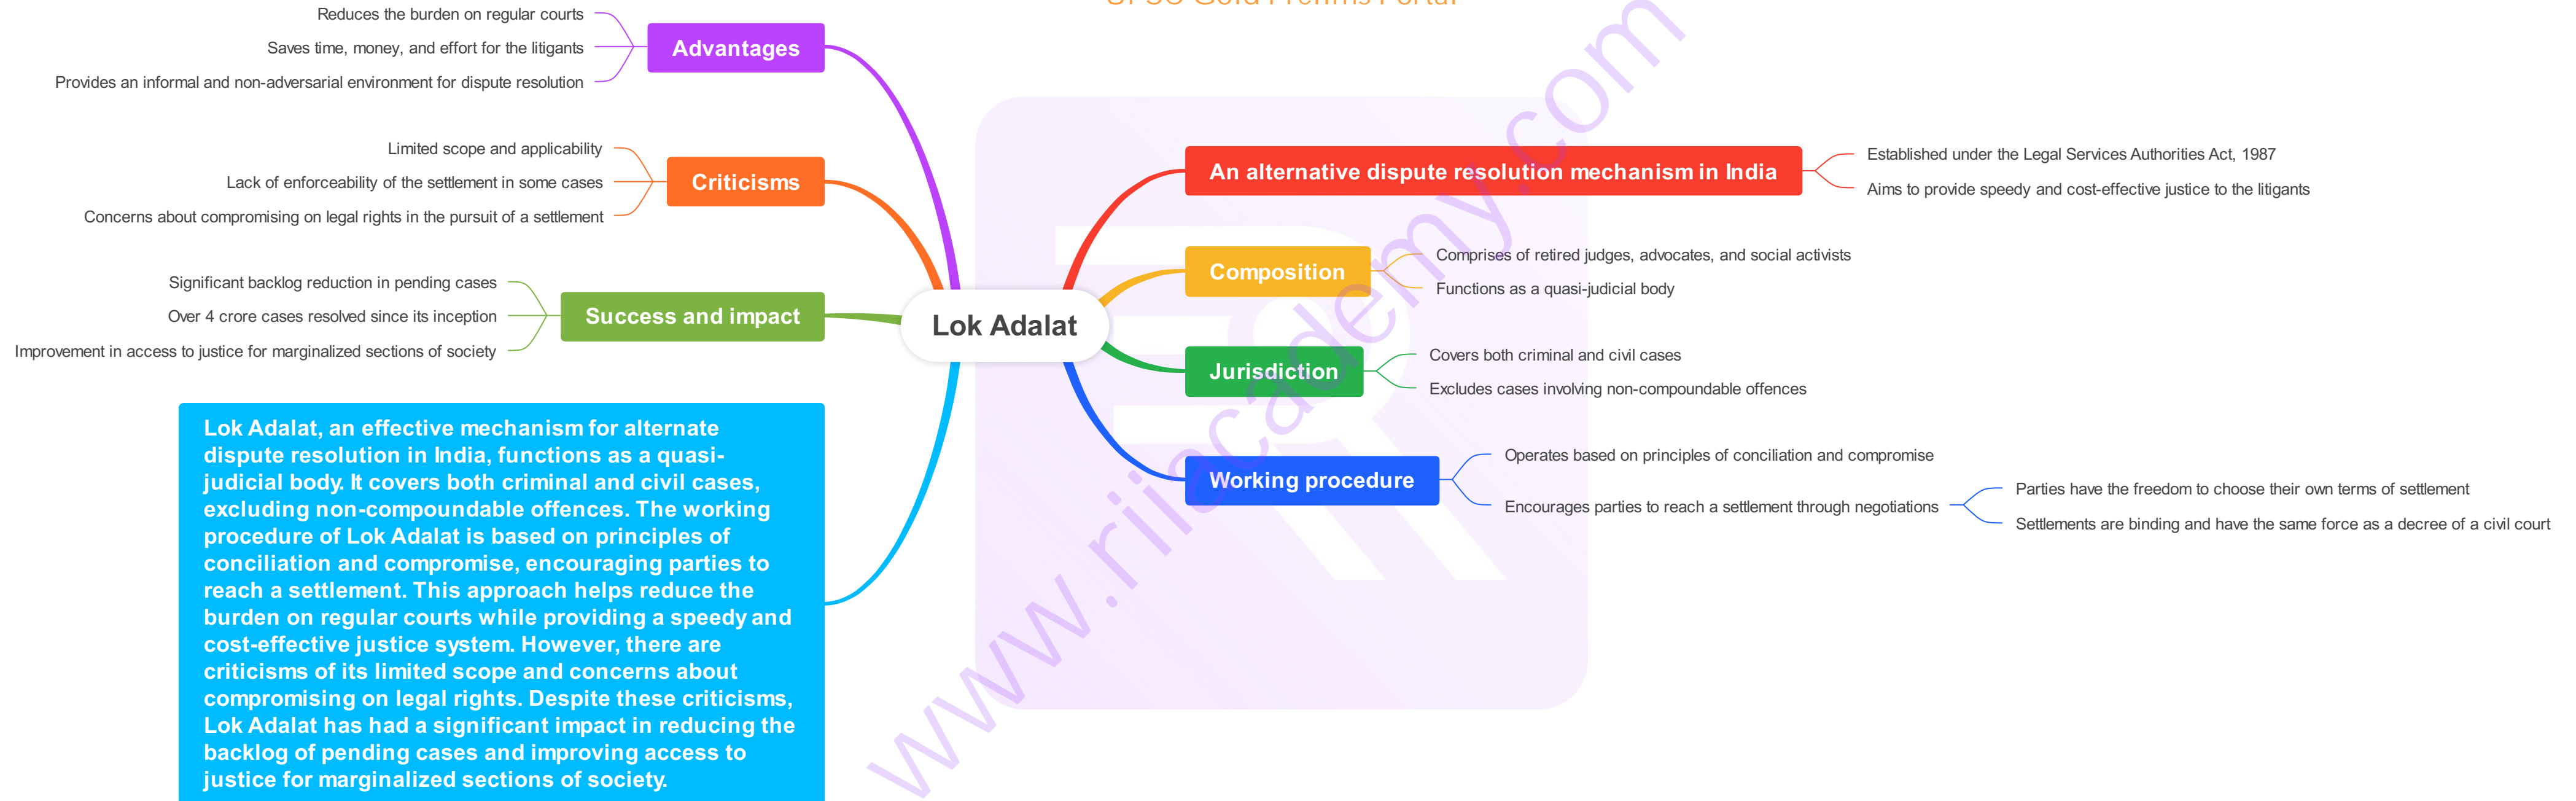 UPSC Gold Prelims Portal
Reduces the burden on regular courts
Saves time, money, and effort for the litigants
Provides an informal and non-adversarial environment for dispute resolution
Advantages
Limited scope and applicability
Lack of enforceability of the settlement in some cases
Concerns about compromising on legal rights in the pursuit of a settlement
Criticisms
Significant backlog reduction in pending cases
Over 4 crore cases resolved since its inception
Improvement in access to justice for marginalized sections of society
Success and impact
Lok Adalat, an effective mechanism for alternate
dispute resolution in India, functions as a quasi-
judicial body. It covers both criminal and civil cases,
excluding non-compoundable offences. The working
procedure of Lok Adalat is based on principles of
conciliation and compromise, encouraging parties to
reach a settlement. This approach helps reduce the
burden on regular courts while providing a speedy and
cost-effective justice system. However, there are
criticisms of its limited scope and concerns about
compromising on legal rights. Despite these criticisms,
Lok Adalat has had a significant impact in reducing the
backlog of pending cases and improving access to
justice for marginalized sections of society.
Lok Adalat
An alternative dispute resolution mechanism in India
Established under the Legal Services Authorities Act, 1987
Aims to provide speedy and cost-effective justice to the litigants
Composition
Comprises of retired judges, advocates, and social activists
Functions as a quasi-judicial body
Jurisdiction
Covers both criminal and civil cases
Excludes cases involving non-compoundable offences
Working procedure
Operates based on principles of conciliation and compromise
Encourages parties to reach a settlement through negotiations
Parties have the freedom to choose their own terms of settlement
Settlements are binding and have the same force as a decree of a civil court